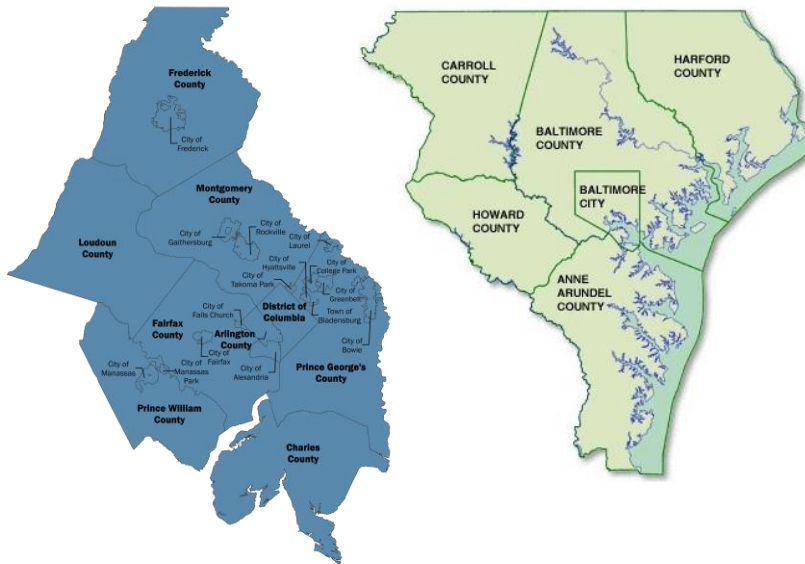 Frederick
County
City of
Frederick
Montgomery
County
Loudoun
County
City of
Gaithersburg
City of
Rockville
City of
Laurel
City of
Hyattsville
City of
College Park
City of
Takoma Park
City of
Greenbelt
District of
Columbia
Town of
Bladensburg
City of
Falls Church
Fairfax
County
Arlington
County
City of
Bowie
City of
Fairfax
City of
Manassas
City of
Manassas
Park
City of
Alexandria
Prince George's
County
Prince William
County
Charles
County
CARROLL
COUNTY
HARFORD
COUNTY
BALTIMORE
COUNTY
BALTIMORE
CITY
HOWARD
COUNTY
ANNE
ARUNDEL
COUNTY